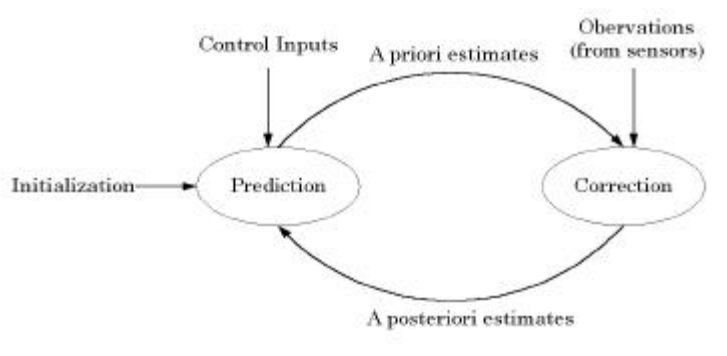 Control Inputs
A priori estimates
Obervations
(from sensors)
Initialization
Prediction
Correction
A posteriori estimates